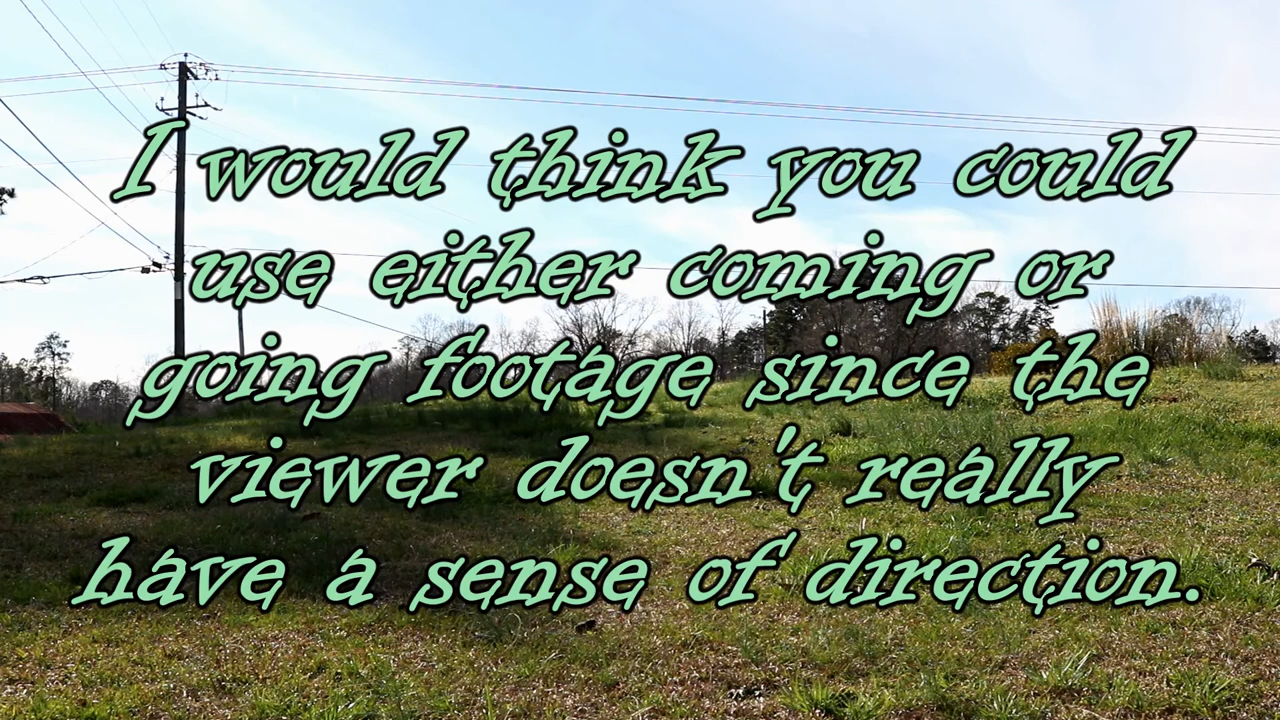 I would think you could
use either coming or
going footage since the
viewer doesn't really
have a sense of direction.